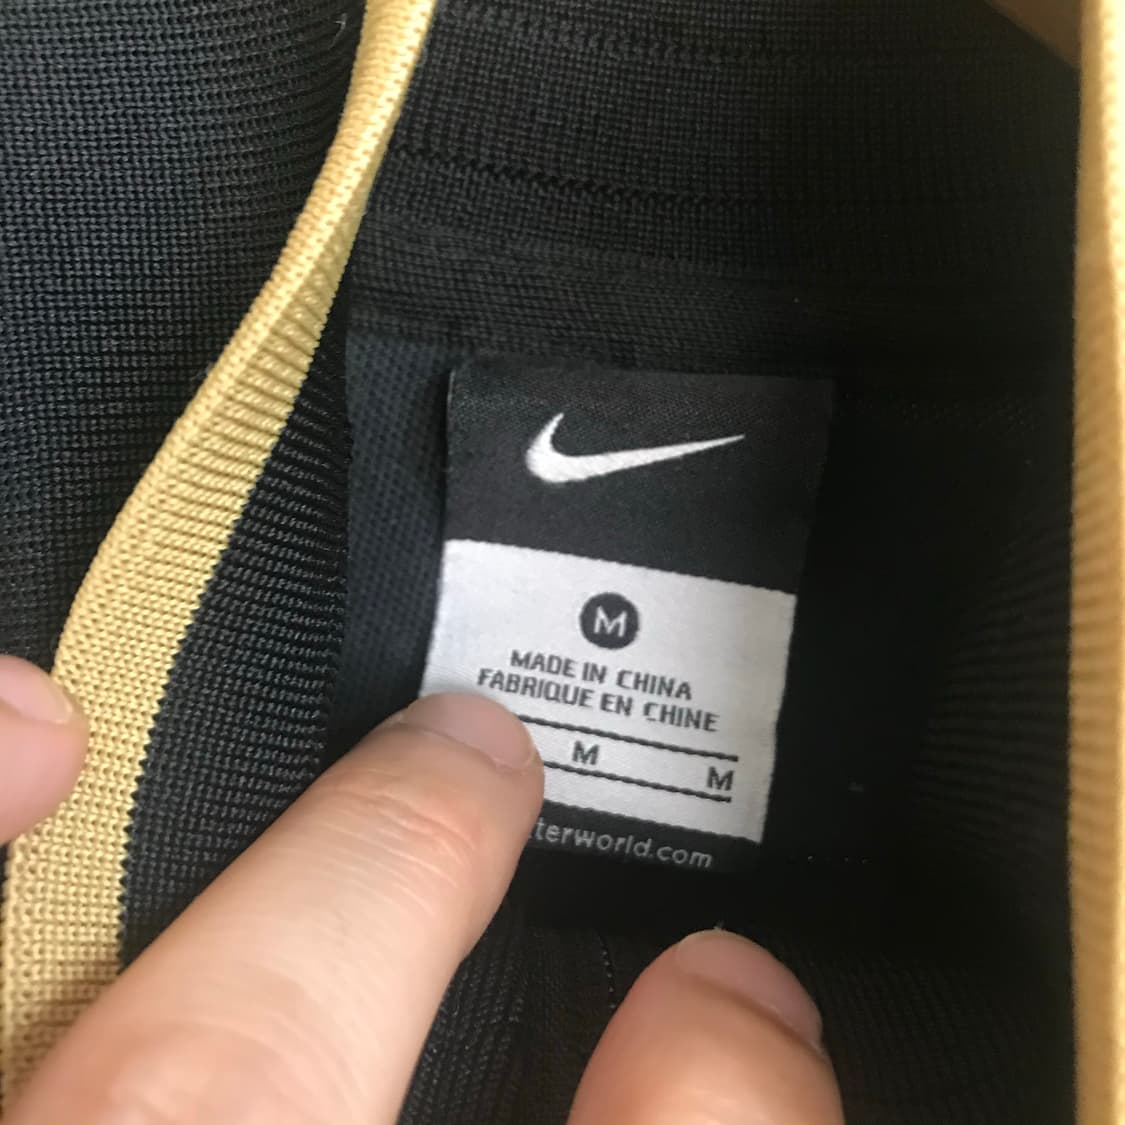 M
MADE IN CHINA
FABRIQUE EN CHINE
M M
terworld.com